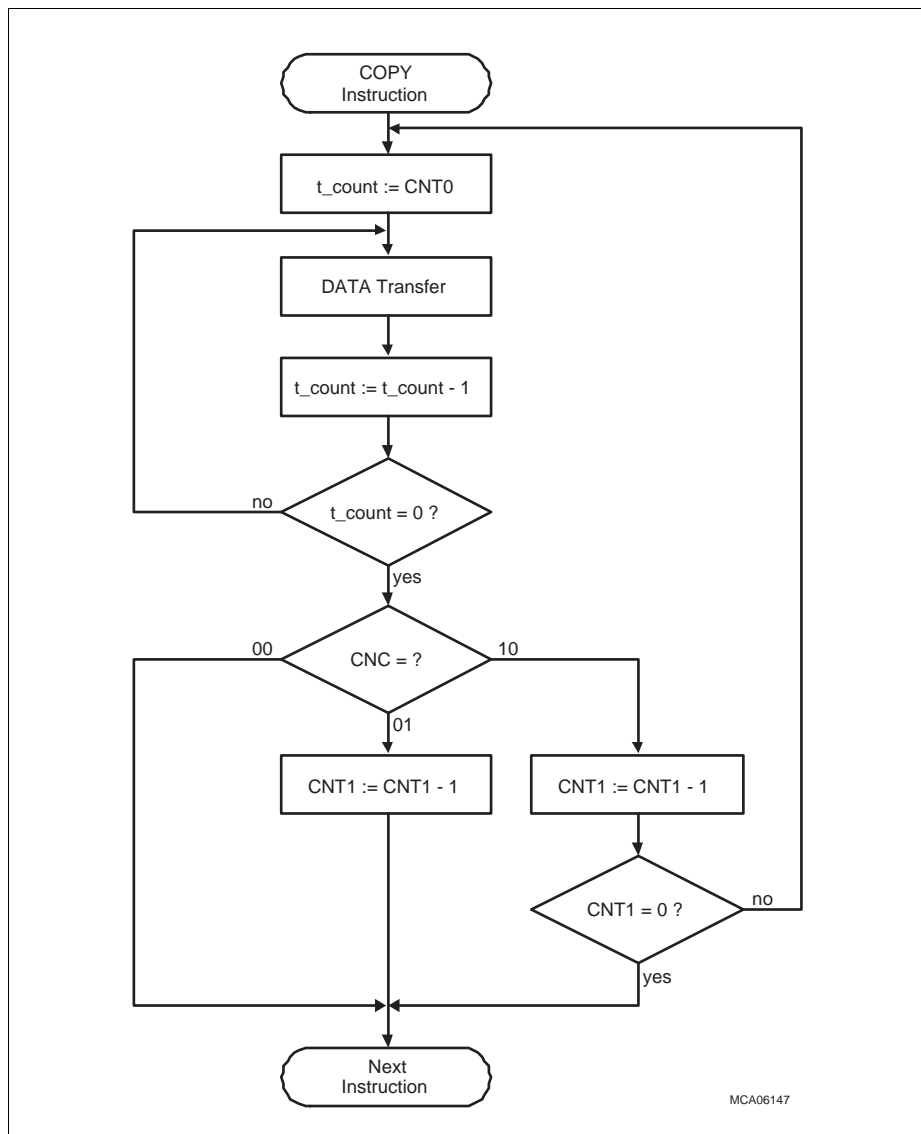 COPY
Instruction
t_count := CNT0
DATA Transfer
t_count := t_count - 1
no
t_count = 0 ?
yes
00
CNC = ?
10
01
CNT1 := CNT1 - 1
CNT1 := CNT1 - 1
CNT1 = 0 ?
no
yes
Next
Instruction
MCA06147